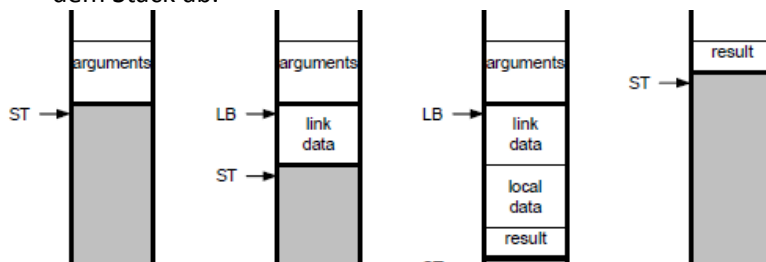 dem Stack ab.
arguments
ST
arguments
LB
link
data
ST
arguments
LB
link
data
local
data
result
result
ST